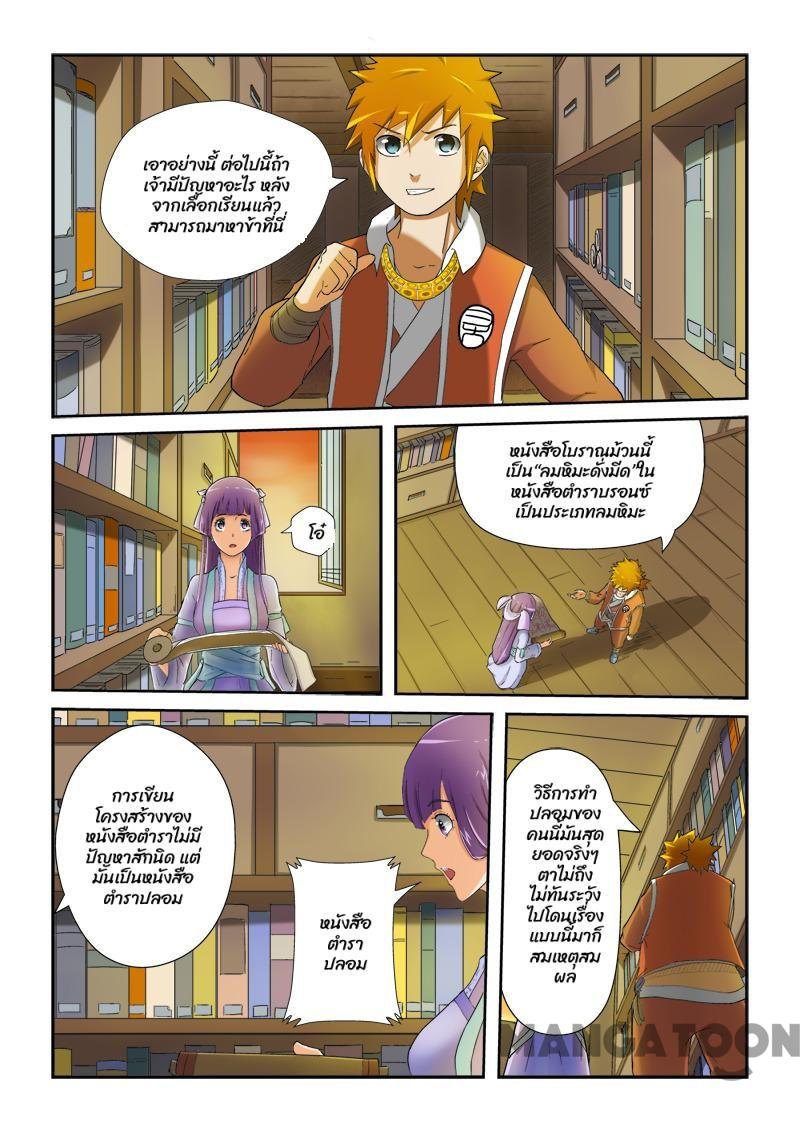 เอาอย่างนี้ ต่อไปนี้ถ้า
เจ้ามีปัญหาอะไร หลัง
จากเลือกเรียนแล้ว
สามารถมาหาข้าที่นี่
โอ๋
หนังสือโบราณม้วนนี้
เป็น“ลมหิมะดั่งมีด”ใน
หนังสือตำราบรอนซ์
เป็นประเภทลมหิมะ
การเขียน
โครงสร้างของ
หนังสือตำราไม่มี
ปัญหาสักนิด แต่
มันเป็นหนังสือ
ตำราปลอม
หนังสือ
ตำรา
ปลอม
วิธีการทำ
ปลอมของ
คนนี้มันสุด
ยอดจริงๆ
ตาไม่ถึง
ไม่ทันระวัง
ไปโดนเรื่อง
แบบนี้มาก็
สมเหตุสม
ผล
MANGATOON